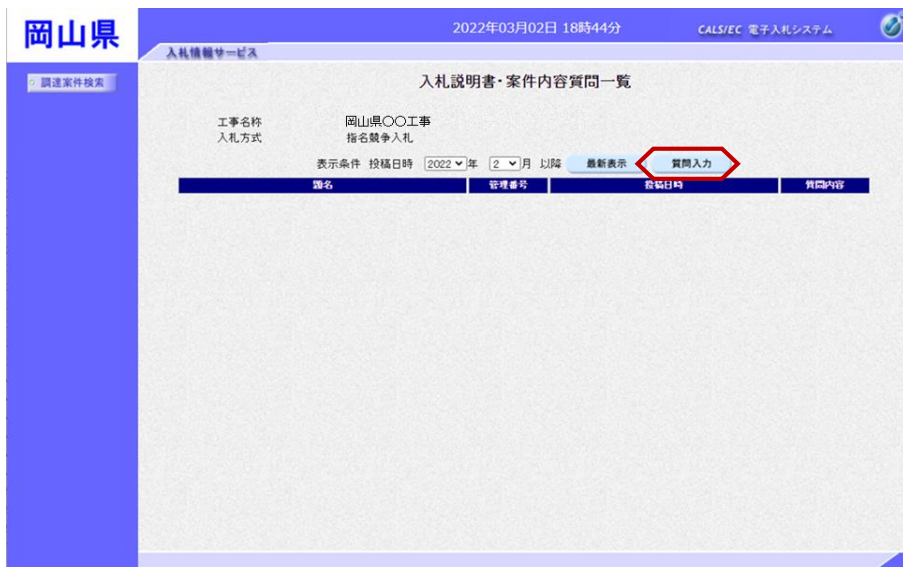 岡山県
2022年03月02日 18時44分
CALS/EC 電子入札システム
入札情報サービス
調達案件検索
入札説明書・案件内容質問一覧
工事名称 岡山県〇〇工事
入札方式 指名競争入札
表示条件 投稿日時 2022 年 2 月 以降 最新表示 質問入力
題名 管理番号 投稿日時 質問内容